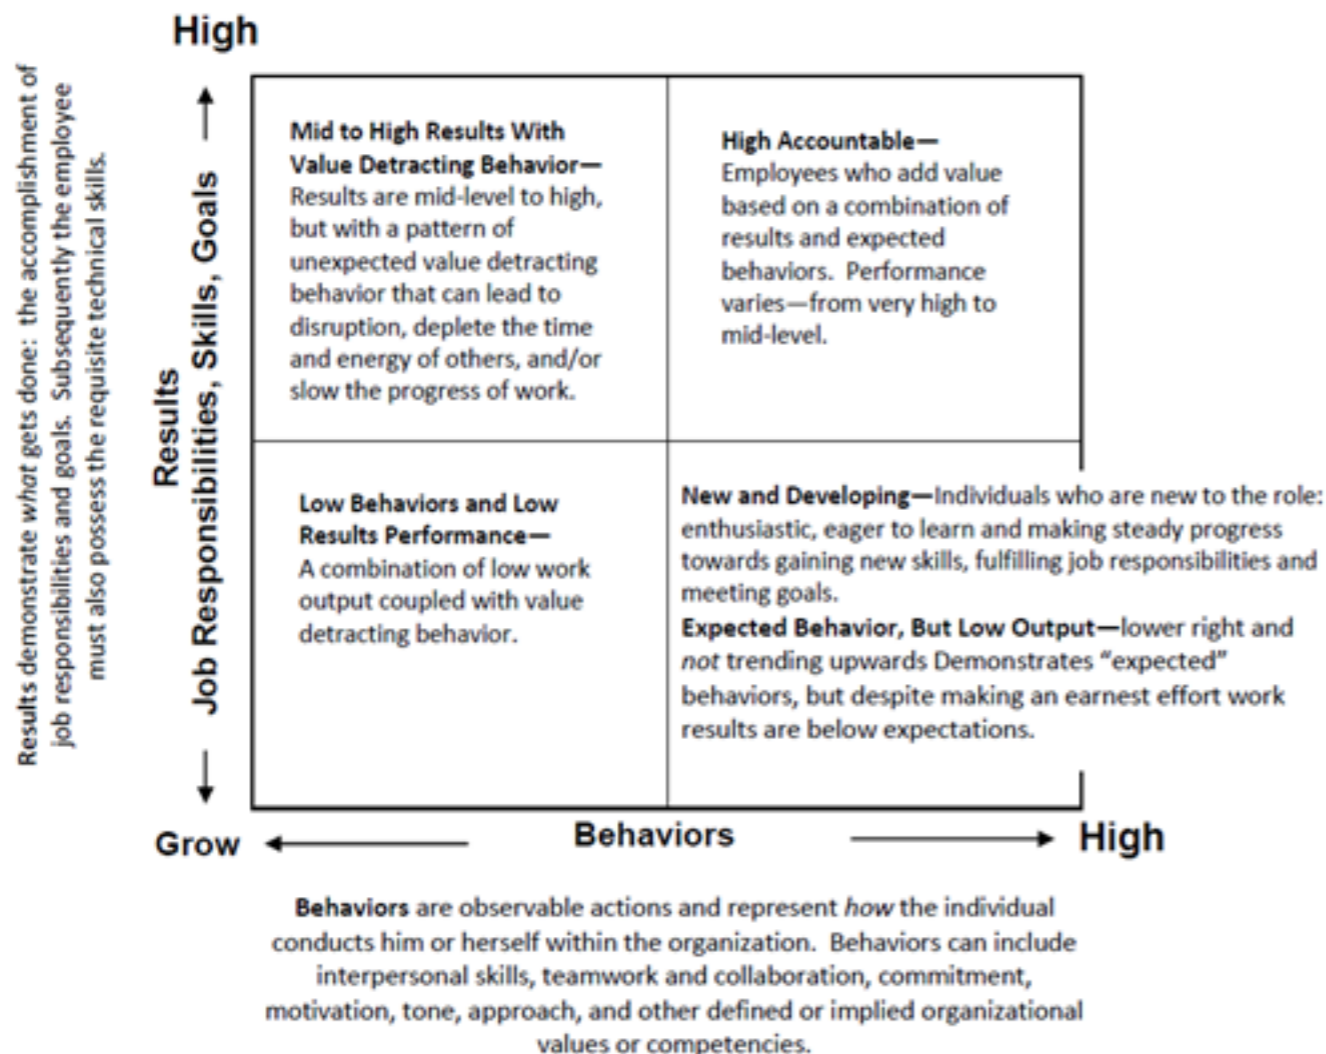 High
Results demonstrate what gets done: the accomplishment of
job responsibilities and goals. Subsequently the employee
must also possess the requisite technical skills.
Results
Job Responsibilities, Skills, Goals
Mid to High Results With
Value Detracting Behavior—
Results are mid-level to high,
but with a pattern of
unexpected value detracting
behavior that can lead to
disruption, deplete the time
and energy of others, and/or
slow the progress of work.
High Accountable—
Employees who add value
based on a combination of
results and expected
behaviors. Performance
varies—from very high to
mid-level.
Low Behaviors and Low
Results Performance—
A combination of low work
output coupled with value
detracting behavior.
New and Developing—Individuals who are new to the role:
enthusiastic, eager to learn and making steady progress
towards gaining new skills, fulfilling job responsibilities and
meeting goals.
Expected Behavior, But Low Output—lower right and
not trending upwards Demonstrates “expected”
behaviors, but despite making an earnest effort work
results are below expectations.
Grow
Behaviors
High
Behaviors are observable actions and represent how the individual
conducts him or herself within the organization. Behaviors can include
interpersonal skills, teamwork and collaboration, commitment,
motivation, tone, approach, and other defined or implied organizational
values or competencies.